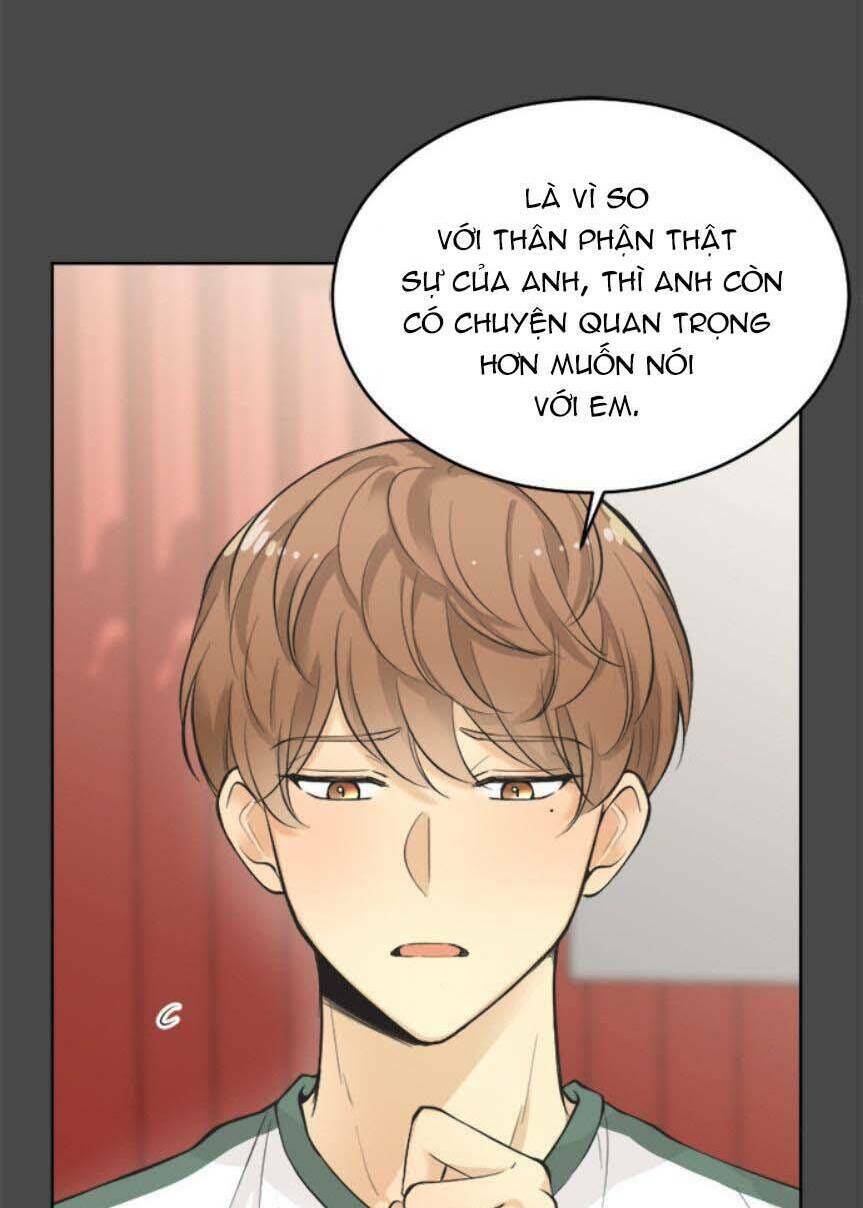 LÀ VÌ SO
VỚI THÂN PHẬN THẬT
SỰ CỦA ANH, THÌ ANH CÒN
CÓ CHUYỆN QUAN TRỌNG
HƠN MUỐN NÓI
VỚI EM.